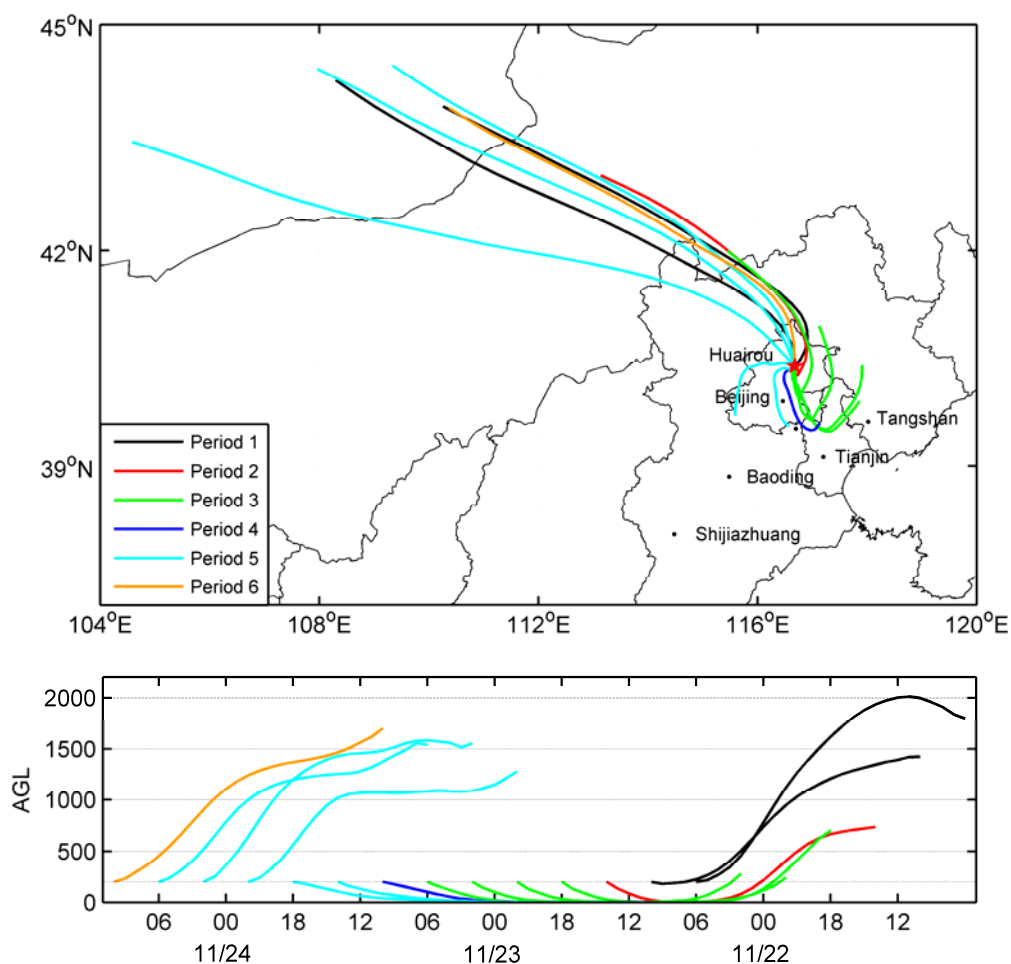 45°N
42°N
39°N
Huairou
Beijing
Tangshan
Tianjin
Baoding
Shijiazhuang
Period 1
Period 2
Period 3
Period 4
Period 5
Period 6
104°E 108°E 112°E 116°E 120°E
AGL
2000
1500
1000
500
0
06 00 18 12 06 00 18 12 06 00 18 12
11/24 11/23 11/22